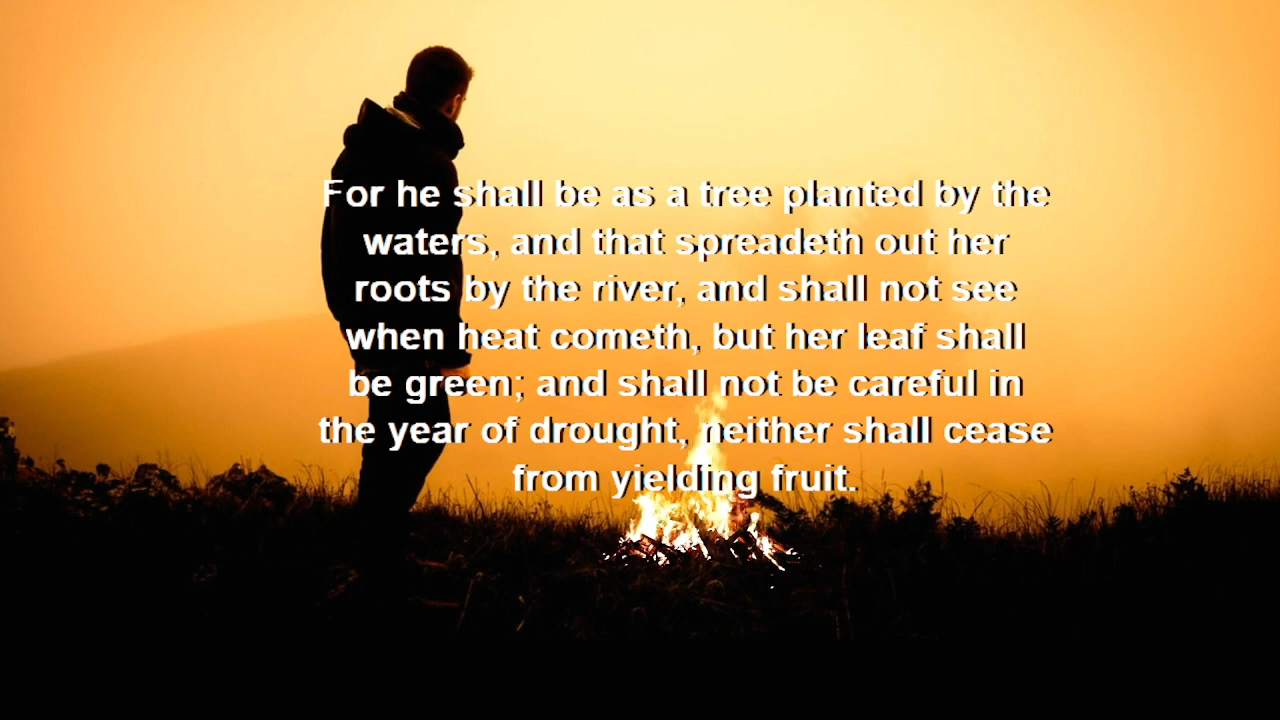 For he shall be as a tree planted by the
waters, and that spreadeth out her
roots by the river, and shall not see
when heat cometh, but her leaf shall
be green; and shall not be careful in
the year of drought, neither shall cease
from yielding fruit.